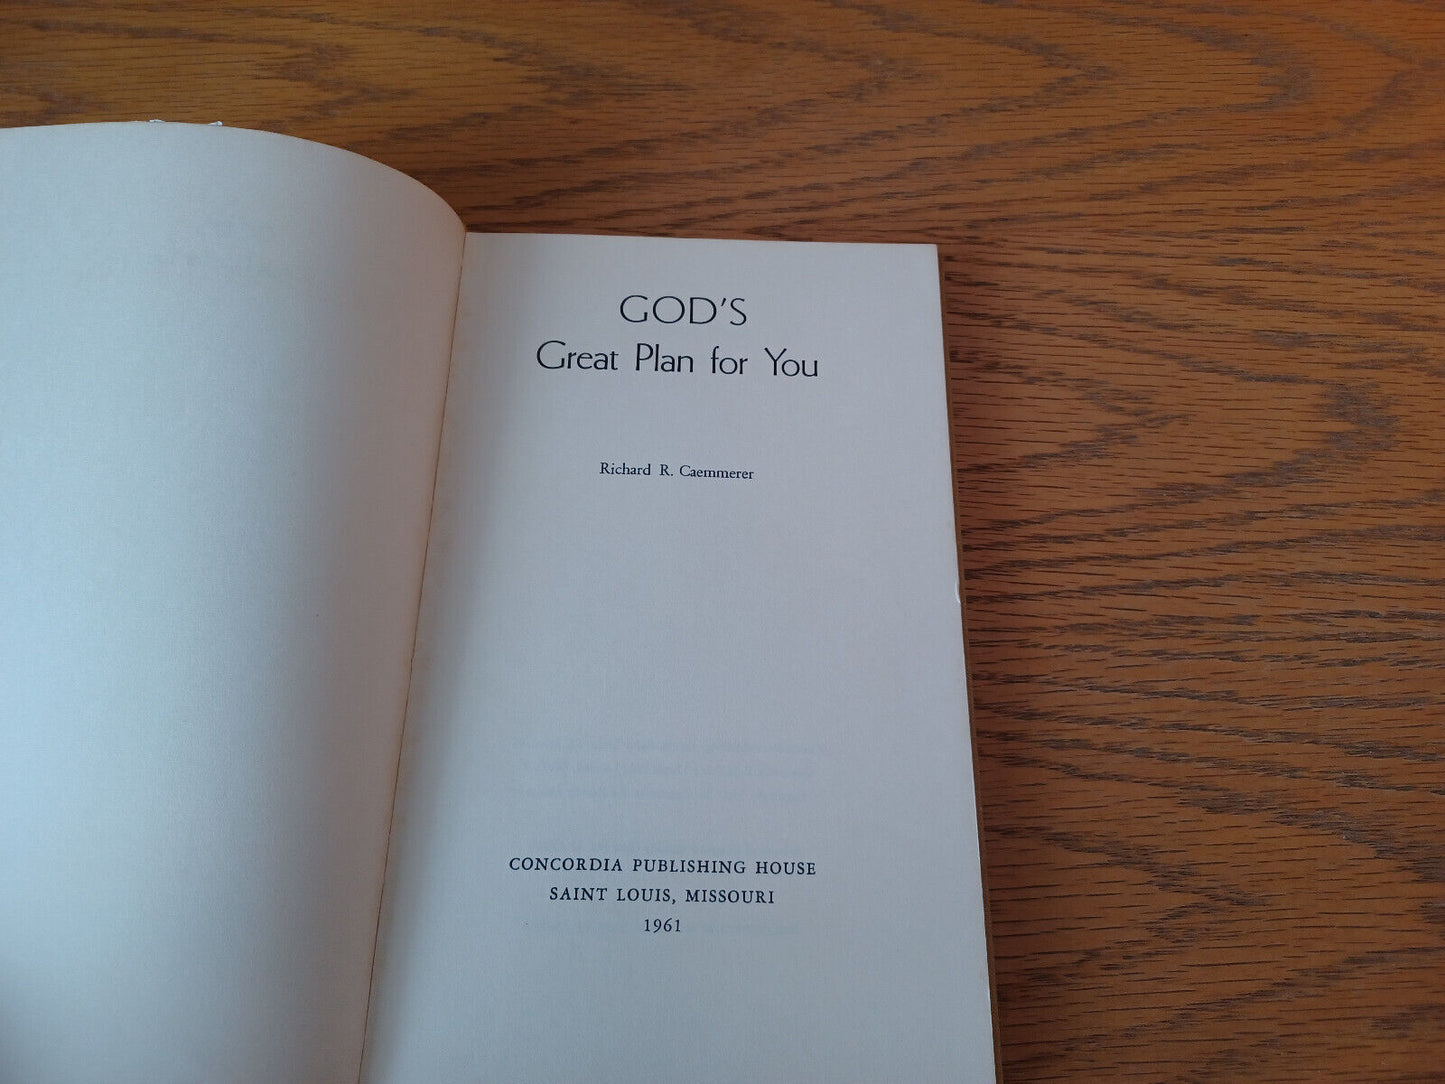 GOD'S
Great Plan for You
Richard R. Caemmerer
CONCORDIA PUBLISHING HOUSE
SAINT LOUIS, MISSOURI
1961